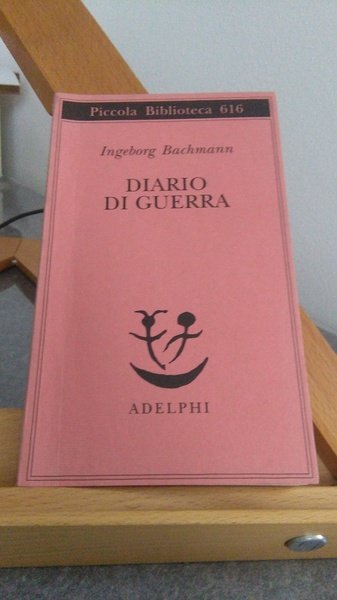 Piccola Biblioteca 616
Ingeborg Bachmann
DIARIO
DI GUERRA
ADELPHI